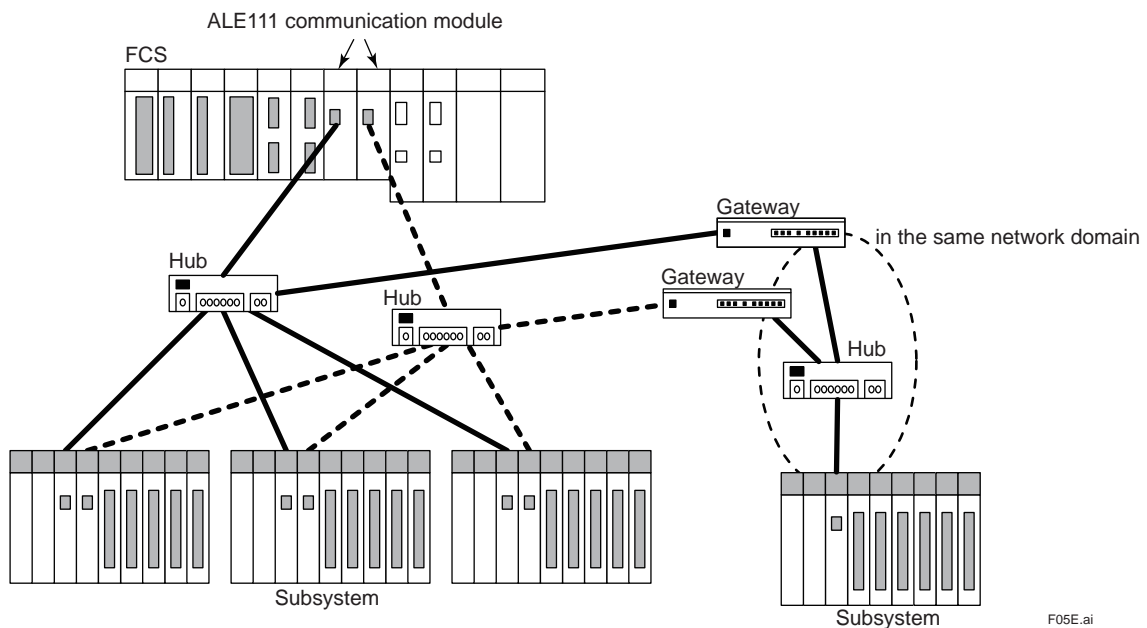 ALE111 communication module
FCS
Gateway
in the same network domain
Hub
Gateway
Hub
Hub
Subsystem
Subsystem
F05E.ai